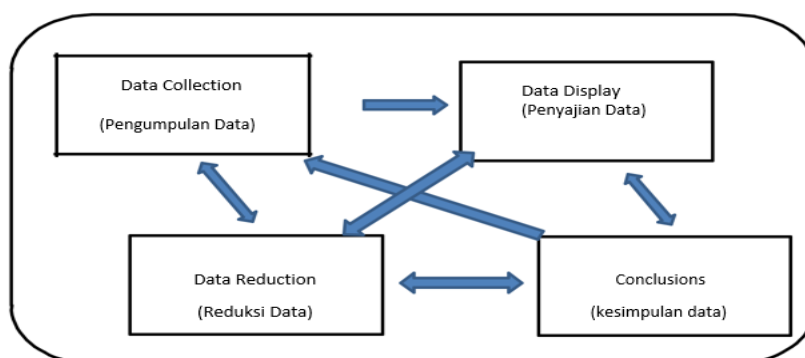 Data Collection
(Pengumpulan Data)
Data Display
(Penyajian Data)
Data Reduction
(Reduksi Data)
Conclusions
(kesimpulan data)